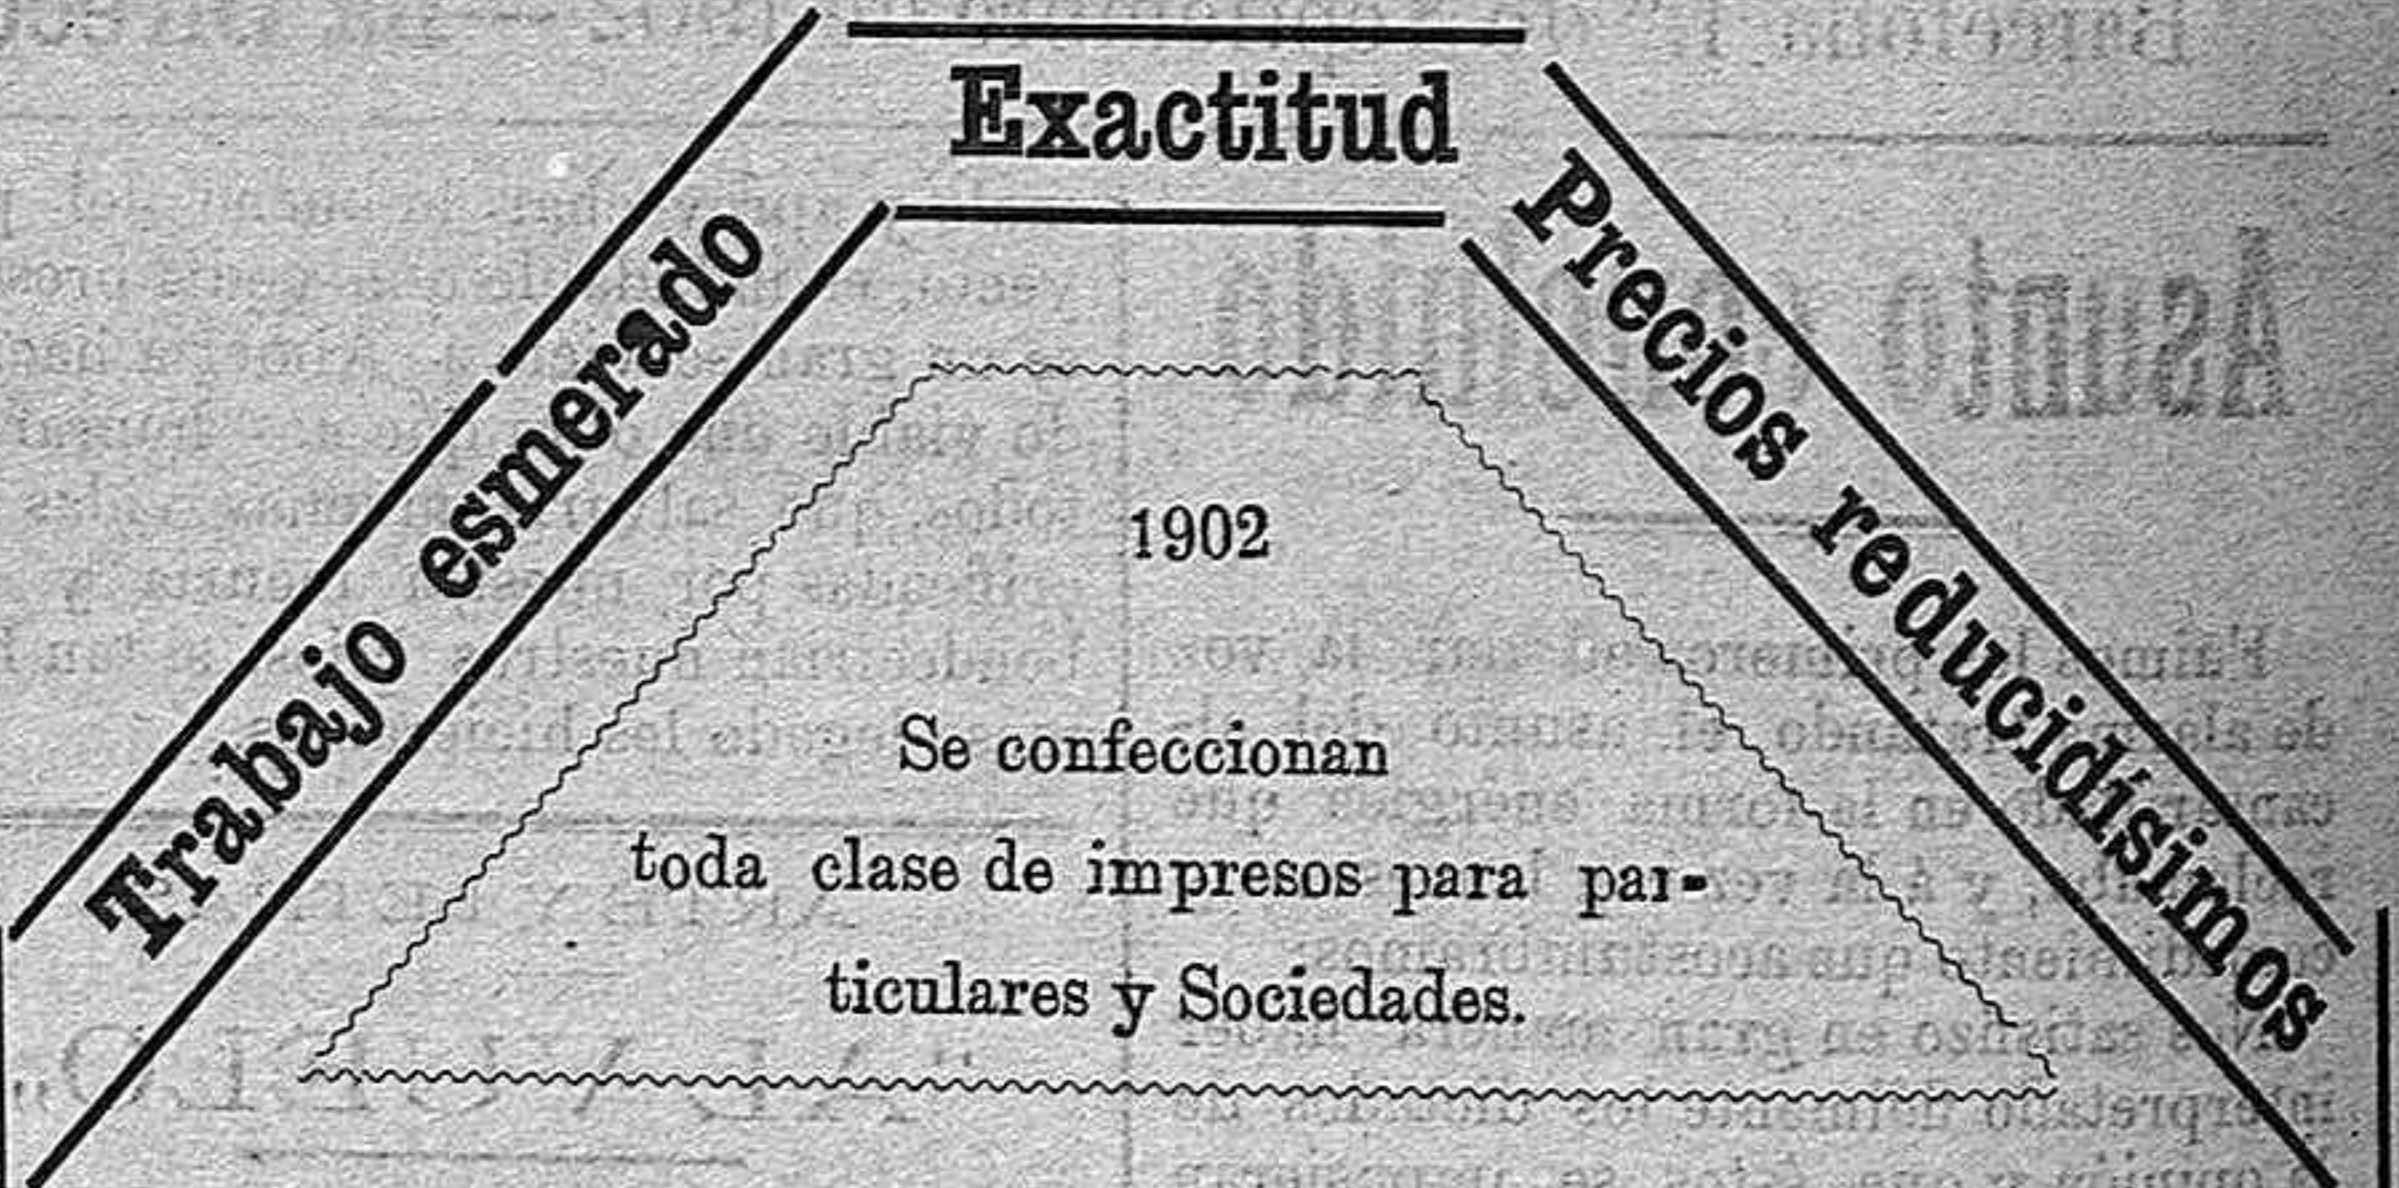 Trabajo esmerado
Exactitud
Precios reducidísimos
1902
Se confeccionan
toda clase de impresos para par-
ticulares y Sociedades.